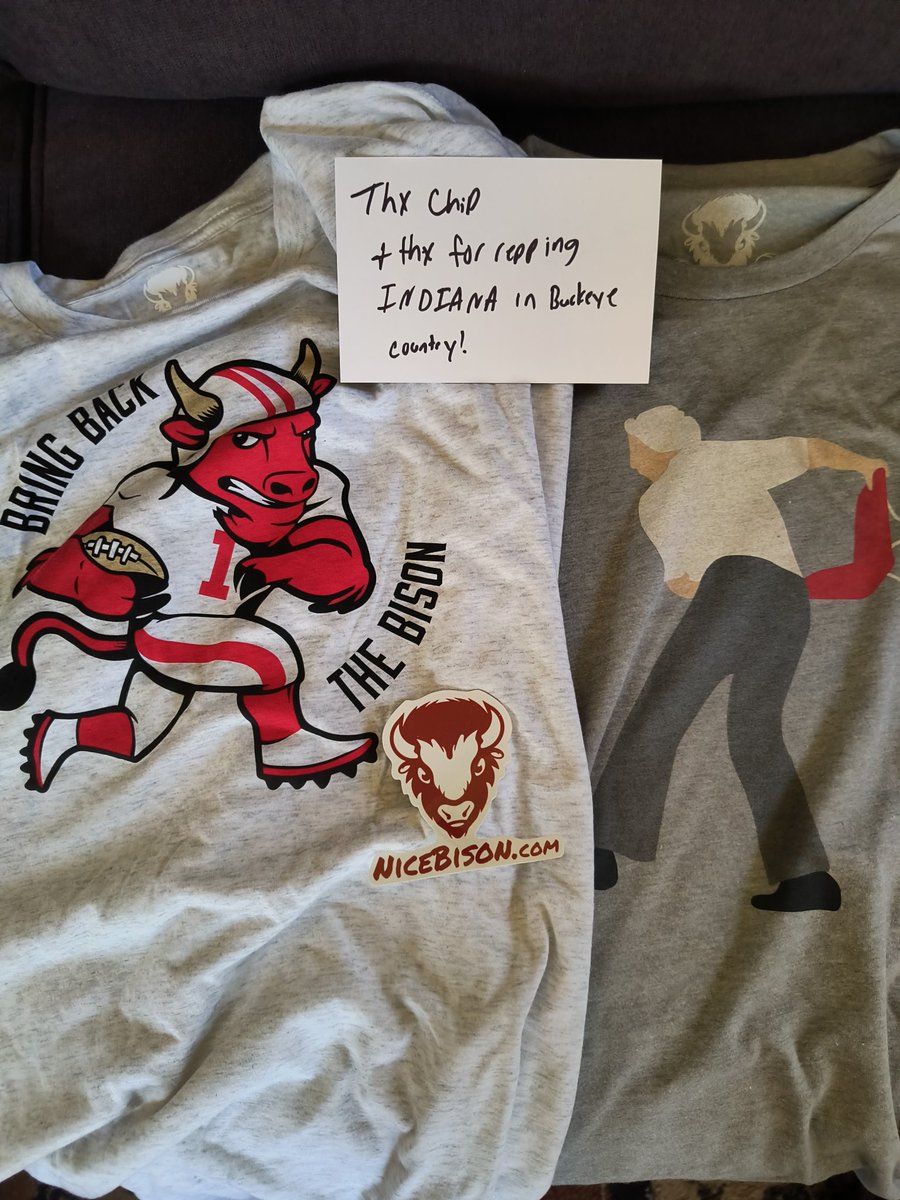 Thx Chip
+ thx for repping
INDIANA in Buckeye
country!
BRING BACK
THE BISON
1
NICEBISON.COM